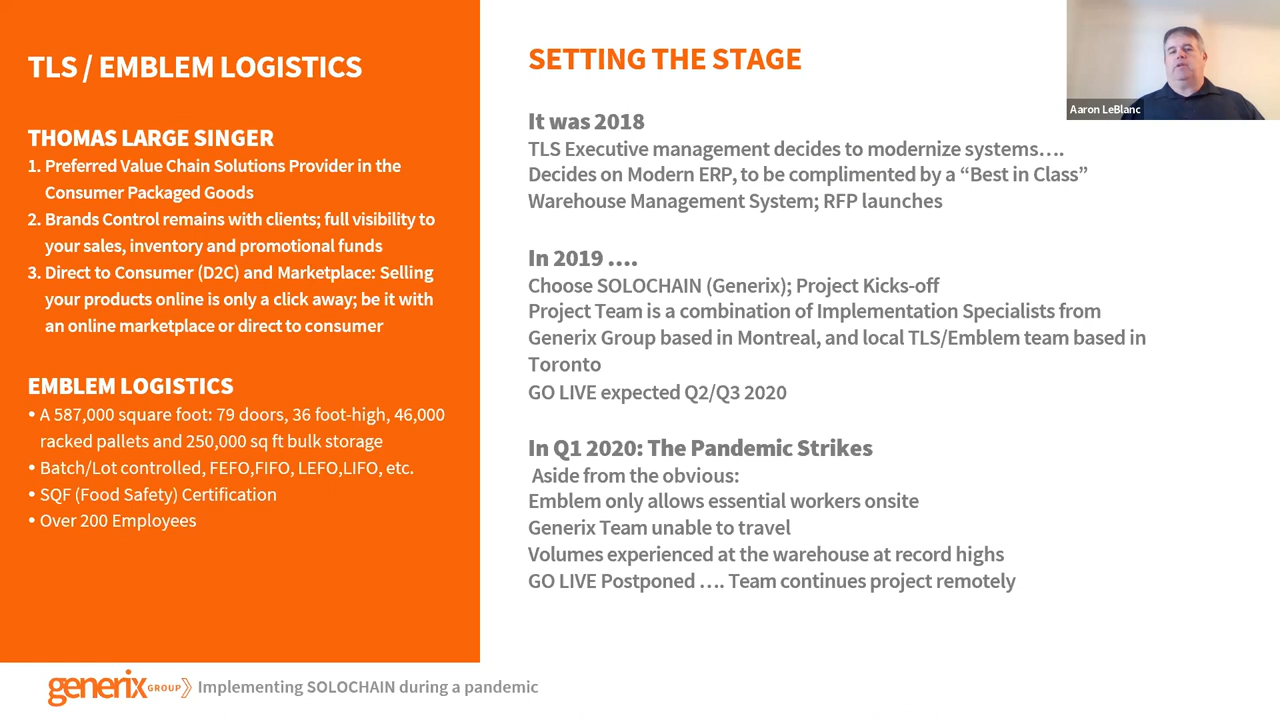 TLS / EMBLEM LOGISTICS
THOMAS LARGE SINGER
1. Preferred Value Chain Solutions Provider in the
Consumer Packaged Goods
2. Brands Control remains with clients; full visibility to
your sales, inventory and promotional funds
3. Direct to Consumer (D2C) and Marketplace: Selling
your products online is only a click away; be it with
an online marketplace or direct to consumer
EMBLEM LOGISTICS
• A 587,000 square foot: 79 doors, 36 foot-high, 46,000
racked pallets and 250,000 sq ft bulk storage
• Batch/Lot controlled, FEFO,FIFO, LEFO,LIFO, etc.
• SQF (Food Safety) Certification
• Over 200 Employees
SETTING THE STAGE
It was 2018
TLS Executive management decides to modernize systems....
Decides on Modern ERP, to be complimented by a “Best in Class”
Warehouse Management System; RFP launches
In 2019 ....
Choose SOLOCHAIN (Generix); Project Kicks-off
Project Team is a combination of Implementation Specialists from
Generix Group based in Montreal, and local TLS/Emblem team based in
Toronto
GO LIVE expected Q2/Q3 2020
In Q1 2020: The Pandemic Strikes
Aside from the obvious:
Emblem only allows essential workers onsite
Generix Team unable to travel
Volumes experienced at the warehouse at record highs
GO LIVE Postponed .... Team continues project remotely
Aaron LeBlanc
generix GROUP Implementing SOLOCHAIN during a pandemic